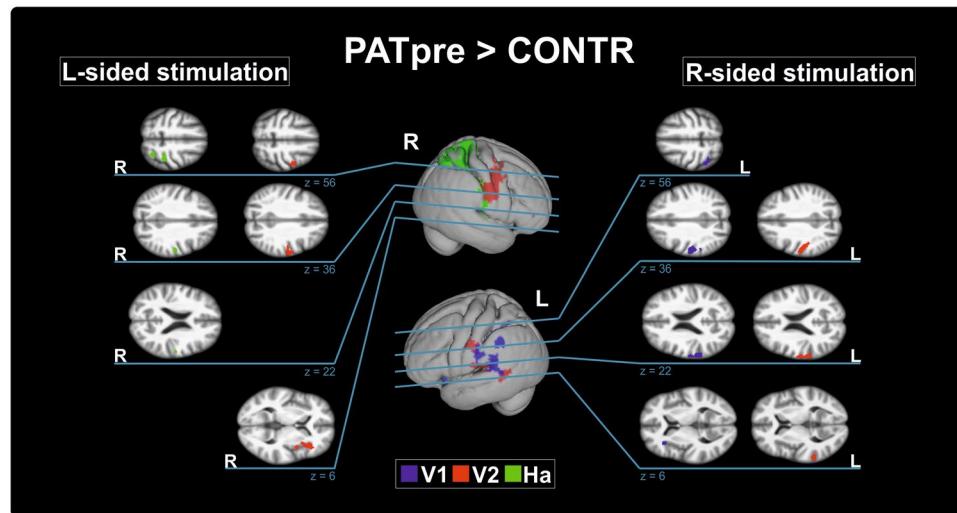 PATpre > CONTR
L-sided stimulation
R-sided stimulation
R
R
z = 56
R
z = 36
R
z = 22
R
z = 6
L
L
z = 56
L
z = 36
L
z = 22
L
z = 6
V1 V2 Ha